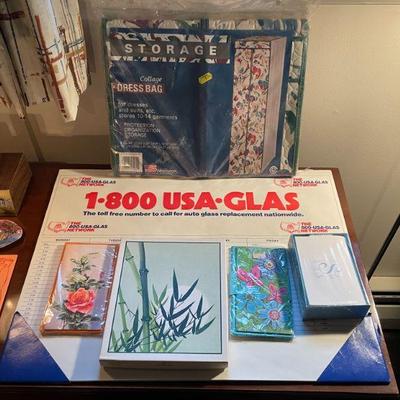 STORAGE
Collage
DRESS BAG
for dresses
and suits, etc.
stores 10-14 garments
PROTECTION
ORGANIZATION
STORAGE
THE
800-USA-GLAS
NETWORK
THE
800-USA-GLAS
NETWORK
1·800 USA·GLAS
The toll free number to call for auto glass replacement nationwide.
THE
800-USA-GLAS
NETWORK
THE
800-USA-GLAS
NETWORK